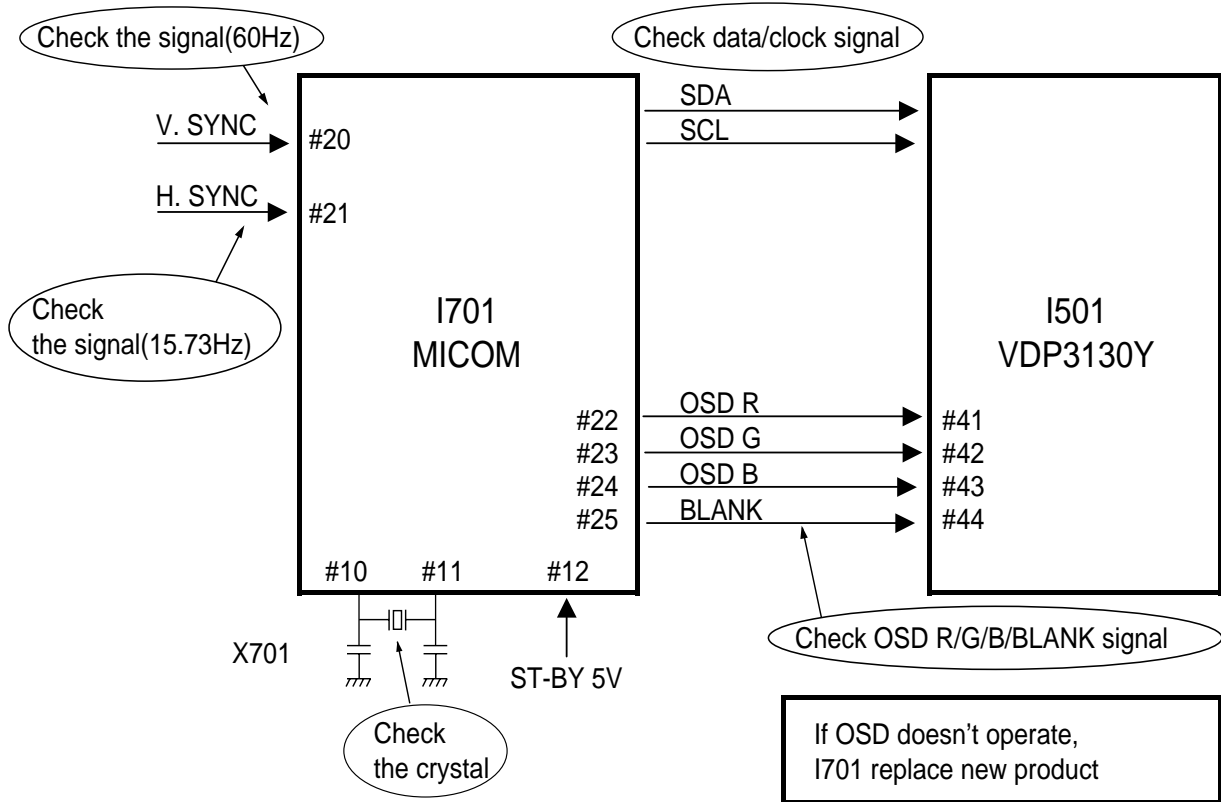 Check the signal(60Hz)
Check data/clock signal
V. SYNC
#20
SDA
SCL
H. SYNC
#21
Check
the signal(15.73Hz)
I701
MICOM
I501
VDP3130Y
#22
OSD R
#41
#23
OSD G
#42
#24
OSD B
#43
#25
BLANK
#44
#10
#11
#12
X701
ST-BY 5V
Check OSD R/G/B/BLANK signal
Check
the crystal
If OSD doesn't operate,
I701 replace new product